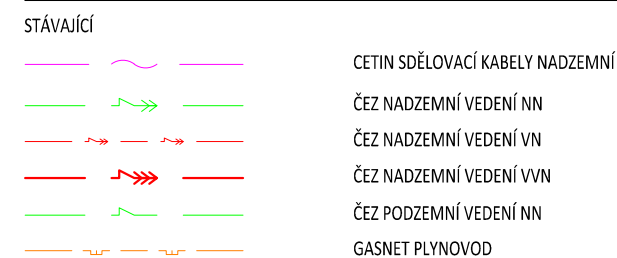 STÁVAJÍCÍ
CETIN SDĚLOVACÍ KABELY NADZEMNÍ
ČEZ NADZEMNÍ VEDENÍ NN
ČEZ NADZEMNÍ VEDENÍ VN
ČEZ NADZEMNÍ VEDENÍ VVN
ČEZ PODZEMNÍ VEDENÍ NN
GASNET PLYNOVOD